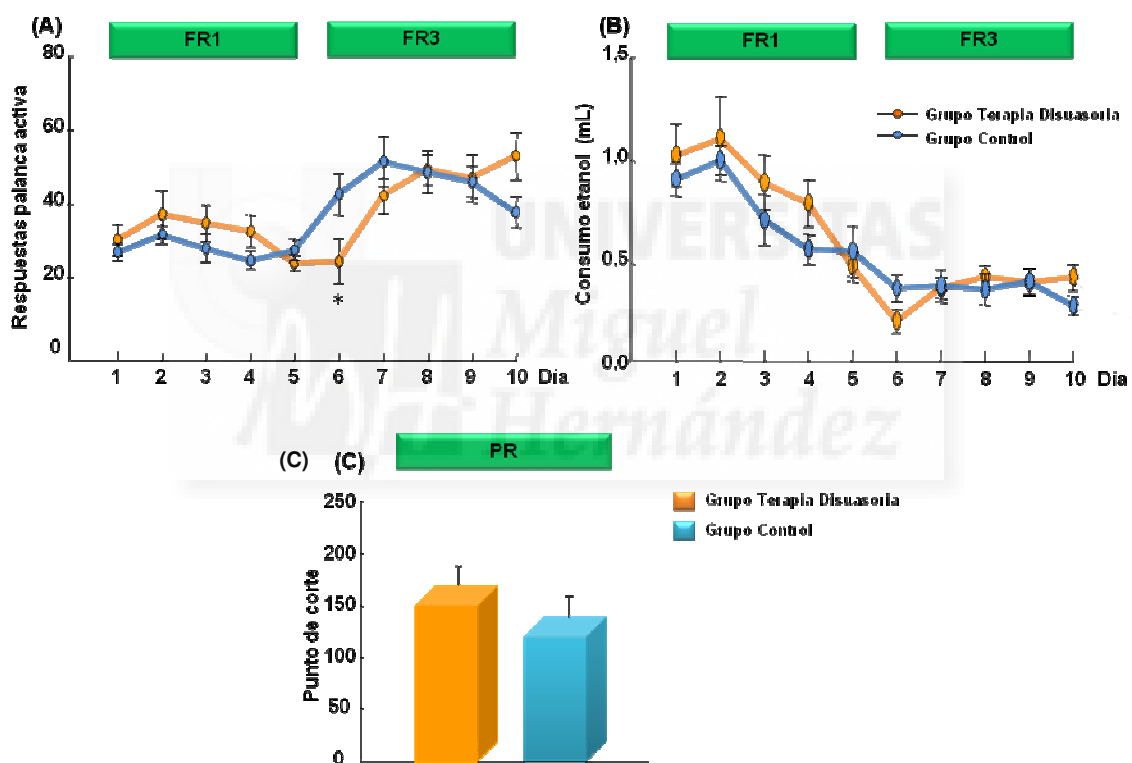 (A)
FR1
FR3
Respuestas palanca activa
80
60
40
20
0
1 2 3 4 5 6 7 8 9 10 Día
*
(B)
FR1
FR3
Consumo etanol (mL)
1,5
1,0
0,5
0,0
1 2 3 4 5 6 7 8 9 10 Día
Grupo Terapia Disuasoria
Grupo Control
UNIVERSITAS
Miguel
Hernández
(C) (C)
PR
Punto de corte
250
200
150
100
50
0
Grupo Terapia Disuasoria
Grupo Control